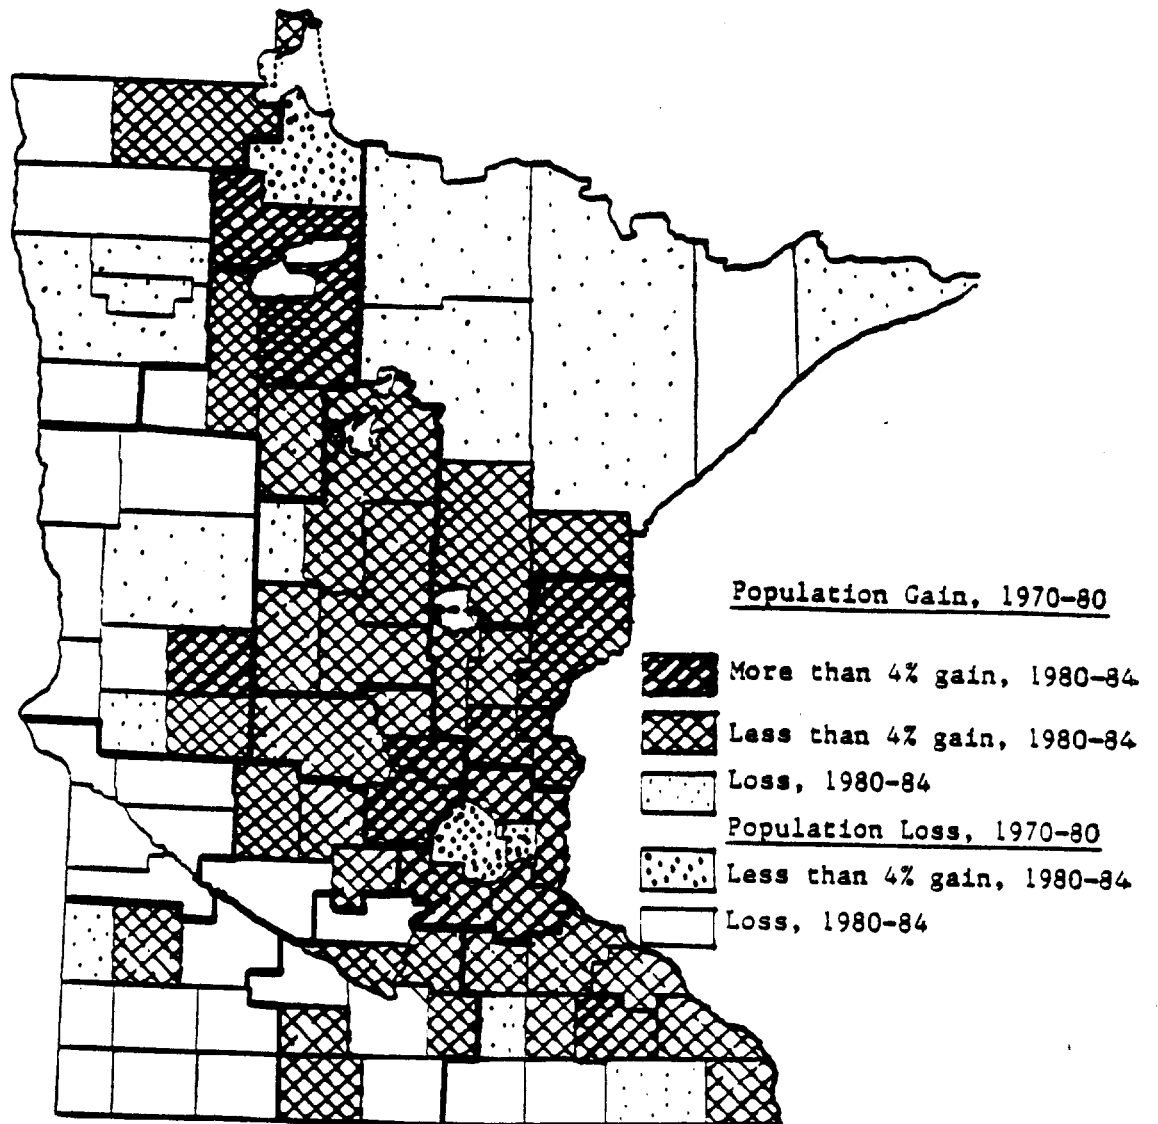 Population Gain, 1970-80
More than 4% gain, 1980-84
Less than 4% gain, 1980-84
Loss, 1980-84
Population Loss, 1970-80
Less than 4% gain, 1980-84
Loss, 1980-84